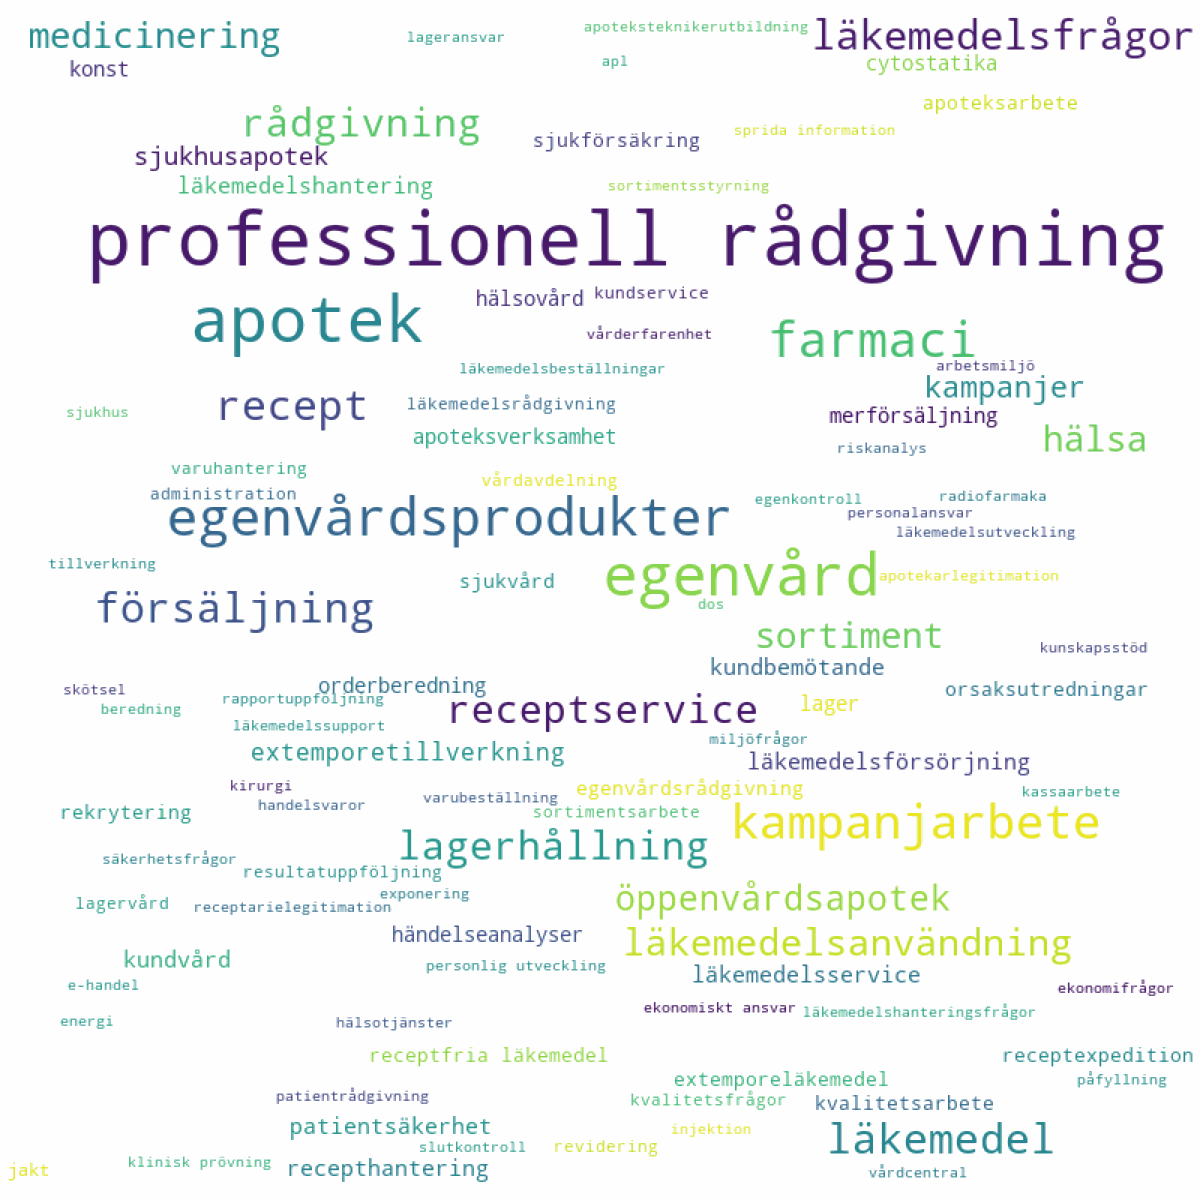 medicinering
lageransvar
apoteksteknikerutbildning
läkemedelsfrågor
konst
apl
cytostatika
apoteksarbete
rådgivning
sjukförsäkring
sprida information
sjukhusapotek
läkemedelshantering
sortimentsstyrning
professionell rådgivning
apotek
hälsovård
kundservice
vårderfarenhet
farmaci
läkemedelsbeställningar
arbetsmiljö
kampanjer
sjukhus
recept
läkemedelsrådgivning
merförsäljning
apoteksverksamhet
riskanalys
hälsa
varuhantering
vårdavdelning
administration
egenkontroll
radiofarmaka
egenvårdsprodukter
personalansvar
läkemedelsutveckling
tillverkning
sjukvård
egenvård
apotekarlegitimation
försäljning
dos
sortiment
kunskapsstöd
kundbemötande
skötsel
orderberedning
orsaksutredningar
rapportuppföljning
beredning
receptservice
lager
läkemedelssupport
miljöfrågor
extemporetillverkning
läkemedelsförsörjning
kirurgi
egenvårdsrådgivning
kassaarbete
handelsvaror
varubeställning
rekrytering
sortimentsarbete
kampanjarbete
lagerhållning
säkerhetsfrågor
resultatuppföljning
exponering
öppenvårdsapotek
lagervård
receptarielegitimation
händelseanalyser
läkemedelsanvändning
kundvård
personlig utveckling
läkemedelsservice
e-handel
ekonomifrågor
ekonomiskt ansvar
läkemedelshanteringsfrågor
energi
hälsotjänster
receptfria läkemedel
receptexpedition
extemporeläkemedel
påfyllning
patientrådgivning
kvalitetsfrågor
kvalitetsarbete
patientsäkerhet
injektion
läkemedel
slutkontroll
revidering
jakt
klinisk prövning
recepthantering
vårdcentral